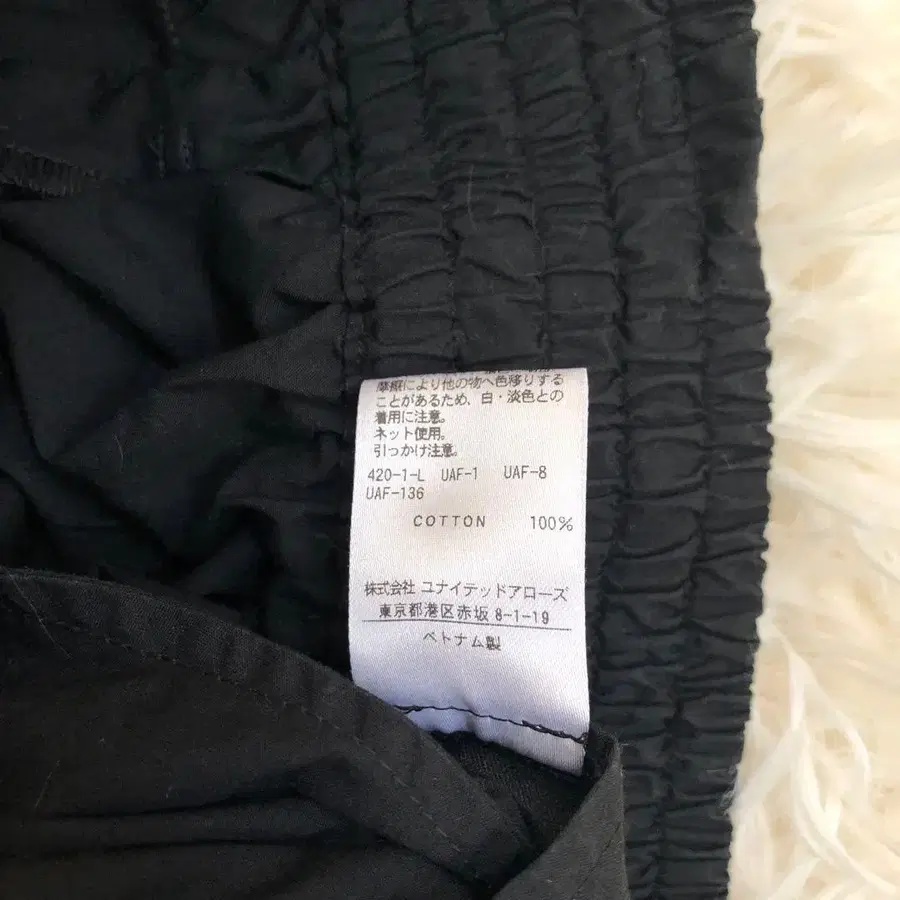 摩擦により他の物へ色移りする
ことがあるため、白・淡色との
着用に注意。
ネット使用。
引っかけ注意。
420-1-L UAF-1 UAF-8
UAF-136
COTTON 100%
株式会社 ユナイテッドアローズ
東京都港区赤坂8-1-19
ベトナム製